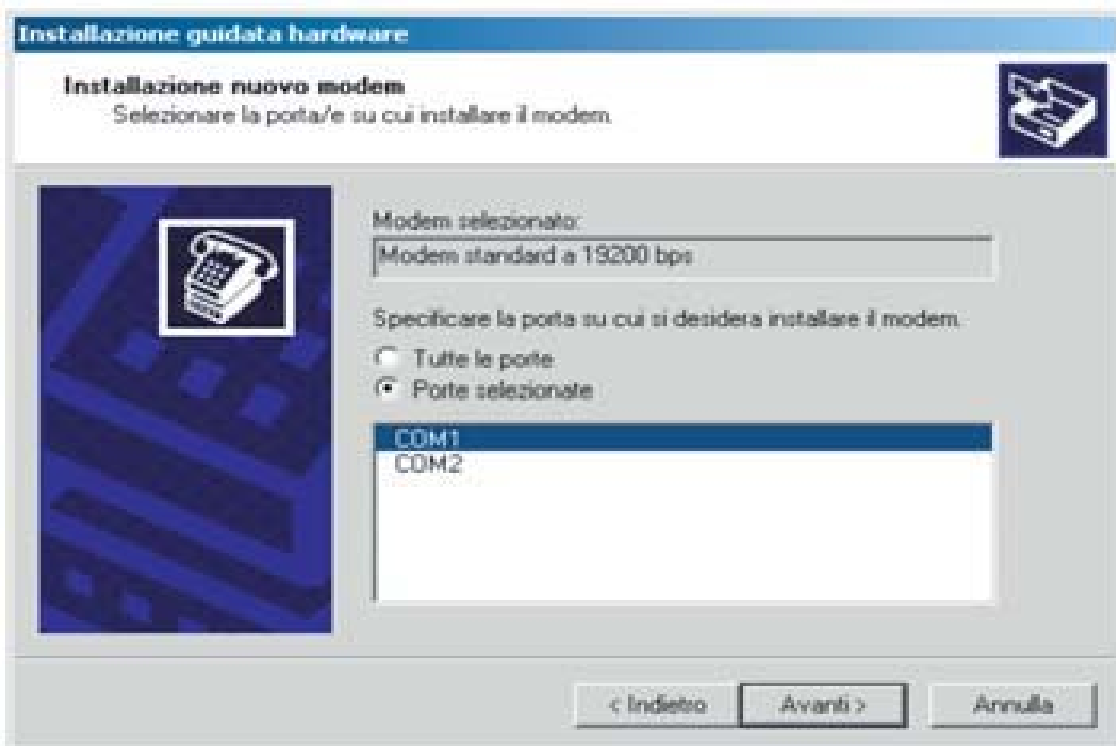 Installazione guidata hardware
Installazione nuovo modem
Selezionare la porta/e su cui installare il modem.
Modem selezionato:
Modem standard a 19200 bps
Specificare la porta su cui si desidera installare il modem.
Tutte le porte
Porte selezionate
COM1
COM2
< Indietro
Avanti >
Annulla